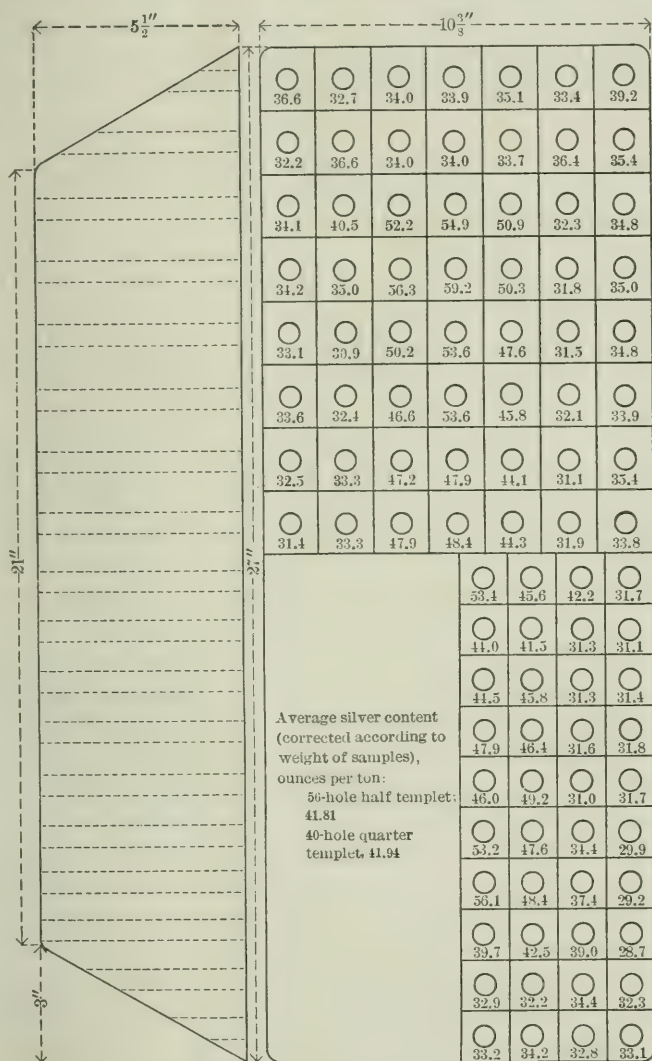 5 1/2"
10 3/8"
36.6 32.7 34.0 33.9 35.1 33.4 39.2
32.2 36.6 34.0 34.0 33.7 36.4 35.4
34.1 40.5 52.2 54.9 50.9 32.3 34.8
34.2 35.0 56.3 59.2 50.3 31.8 35.0
33.1 30.9 50.2 53.6 47.6 31.5 34.8
33.6 32.4 46.6 53.6 45.8 32.1 33.9
32.5 33.3 47.2 47.9 44.1 31.1 35.4
31.4 33.3 47.9 48.4 44.3 31.9 33.8
21"
27"
53.4 45.6 42.2 31.7
44.0 41.5 31.3 31.1
44.5 45.8 31.3 31.4
47.9 46.4 31.6 31.8
46.0 49.2 31.0 31.7
53.2 47.6 34.4 29.9
56.1 48.4 37.4 29.2
39.7 42.5 39.0 28.7
32.9 32.2 34.4 32.3
33.2 34.2 32.8 33.1
Average silver content
(corrected according to
weight of samples),
ounces per ton:
56-hole half templet:
41.81
40-hole quarter
templet, 41.94
3"